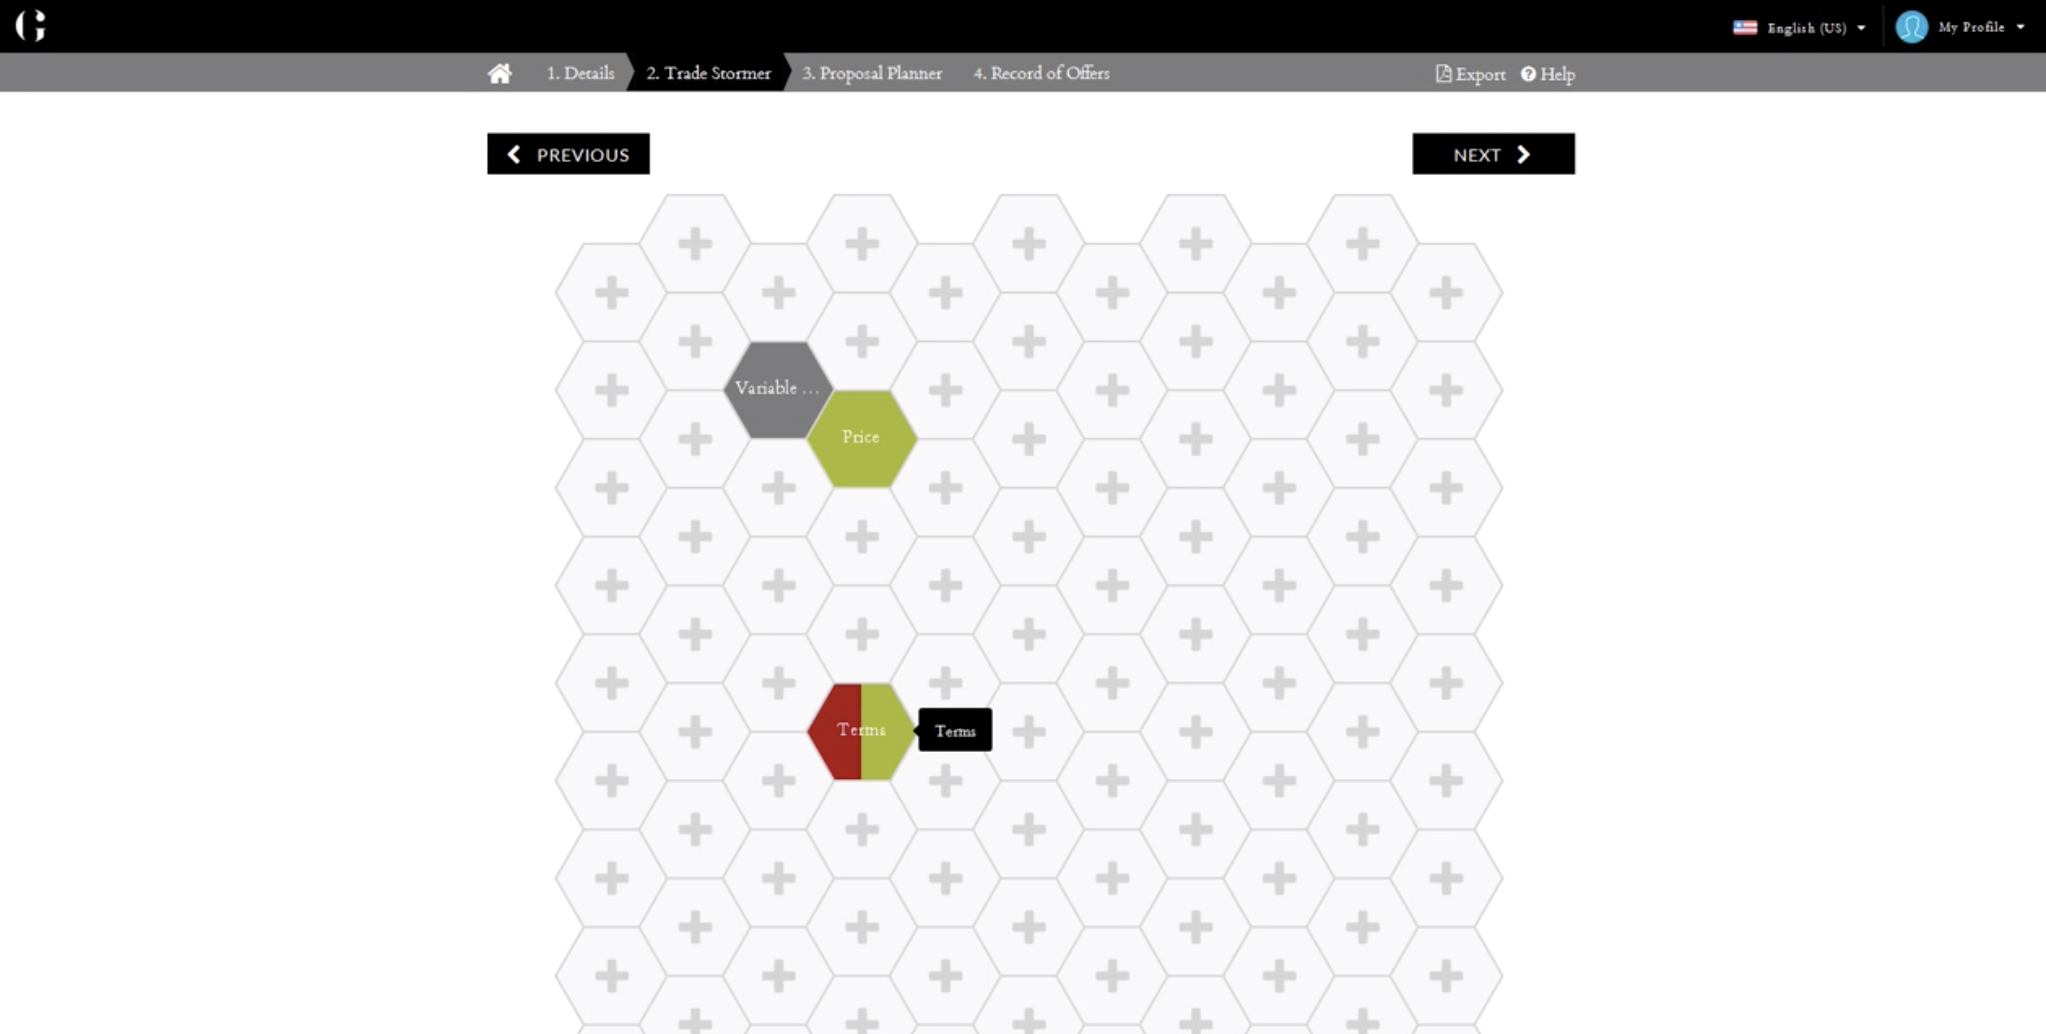 G
English (US)
My Profile
1. Details
2. Trade Stormer
3. Proposal Planner
4. Record of Offers
Export
Help
PREVIOUS
NEXT
Variable ...
Price
Terms
Terms